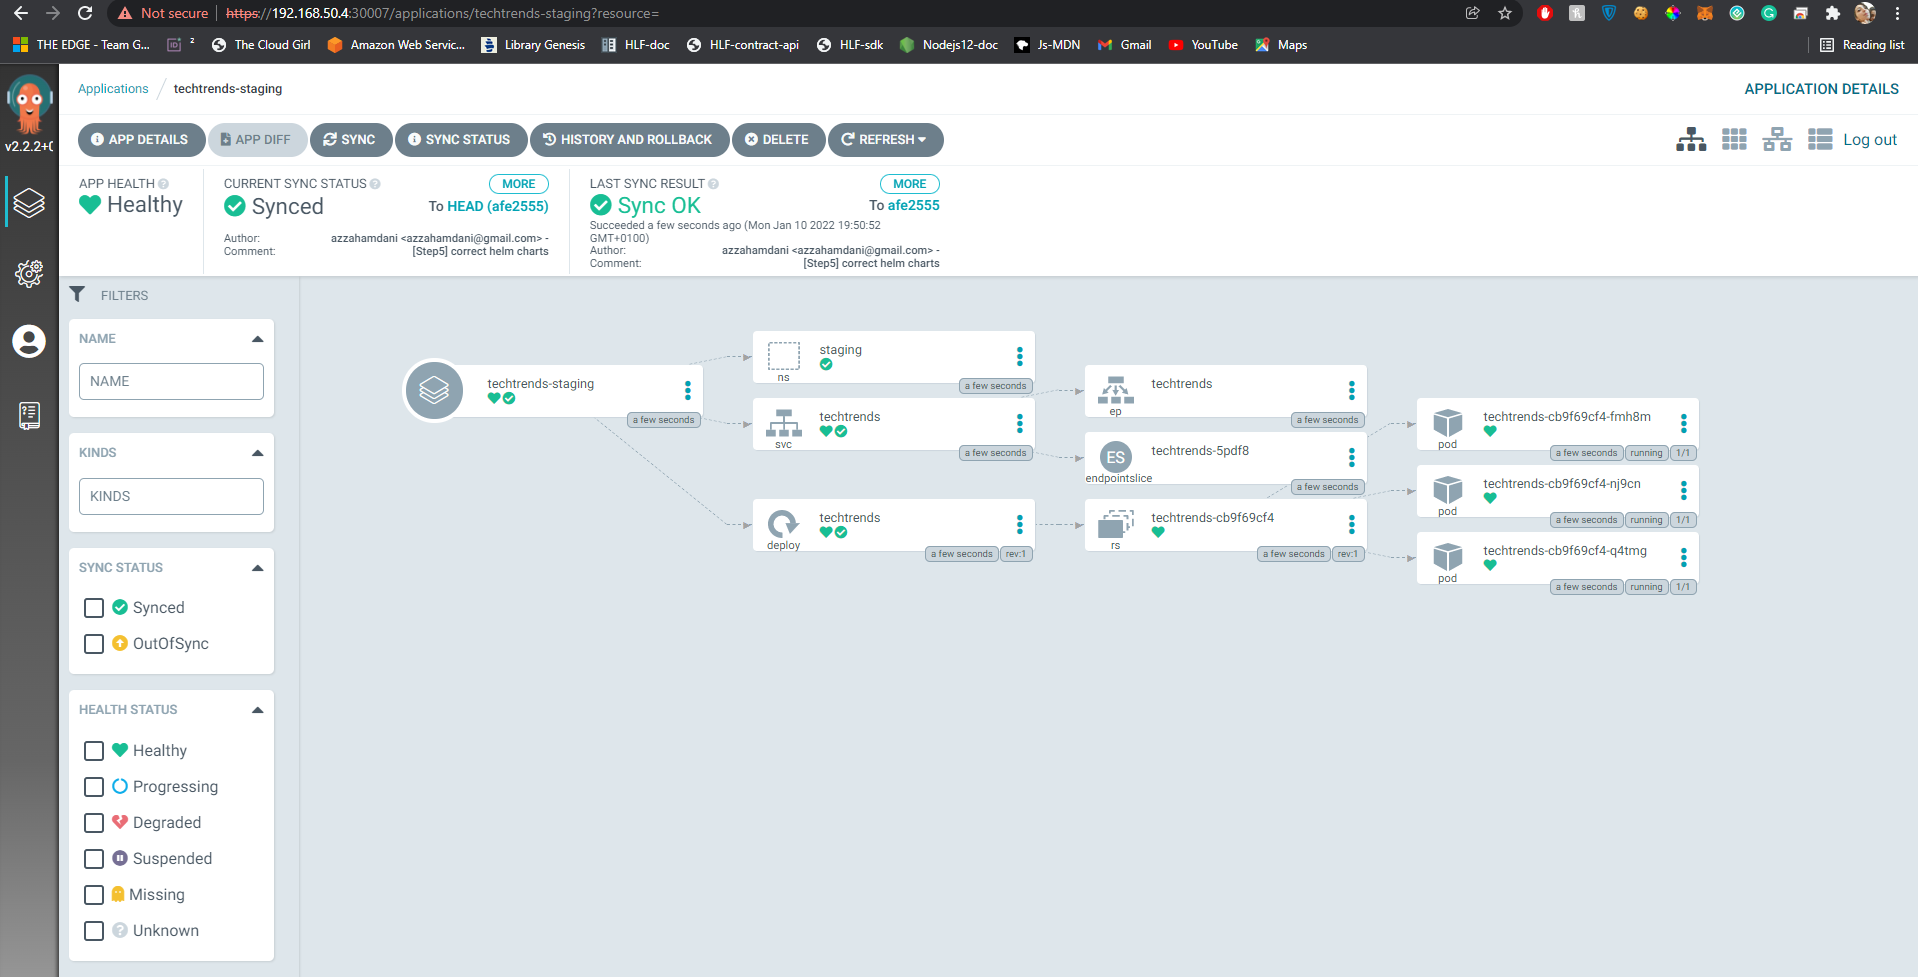 Not secure
https://192.168.50.4:30007/applications/techtrends-staging?resource=
THE EDGE - Team G...
2
The Cloud Girl
Amazon Web Servic...
Library Genesis
HLF-doc
HLF-contract-api
HLF-sdk
Nodejs12-doc
Js-MDN
Gmail
YouTube
Maps
Reading list
Applications / techtrends-staging
APPLICATION DETAILS
v2.2.2+0
APP DETAILS
APP DIFF
SYNC
SYNC STATUS
HISTORY AND ROLLBACK
DELETE
REFRESH
Log out
APP HEALTH
Healthy
CURRENT SYNC STATUS
MORE
Synced
To HEAD (afe2555)
Author: azzahamdani <azzahamdani@gmail.com> -
Comment: [Step5] correct helm charts
LAST SYNC RESULT
MORE
Sync OK
To afe2555
Succeeded a few seconds ago (Mon Jan 10 2022 19:50:52
GMT+0100)
Author: azzahamdani <azzahamdani@gmail.com> -
Comment: [Step5] correct helm charts
FILTERS
NAME
NAME
KINDS
KINDS
SYNC STATUS
Synced
OutOfSync
HEALTH STATUS
Healthy
Progressing
Degraded
Suspended
Missing
Unknown
techtrends-staging
a few seconds
staging
ns
a few seconds
techtrends
svc
a few seconds
techtrends
deploy
a few seconds
rev:1
techtrends
ep
a few seconds
ES
techtrends-5pdf8
endpointslice
a few seconds
techtrends-cb9f69cf4
rs
a few seconds
rev:1
techtrends-cb9f69cf4-fmh8m
pod
a few seconds
running
1/1
techtrends-cb9f69cf4-nj9cn
pod
a few seconds
running
1/1
techtrends-cb9f69cf4-q4tmg
pod
a few seconds
running
1/1